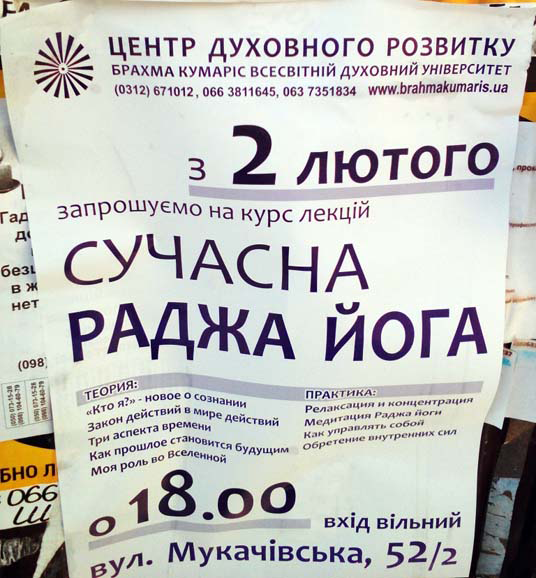 ЦЕНТР ДУХОВНОГО РОЗВИТКУ
БРАХМА КУМАРІС ВСЕСВІТНІЙ ДУХОВНИЙ УНІВЕРСИТЕТ
(0312) 671012, 066 3811645, 063 7351834 www.brahmakumaris.ua
з 2 ЛЮТОГО
запрошуємо на курс лекцій
СУЧАСНА
РАДЖА ЙОГА
ТЕОРИЯ:
«Кто я?» - новое о сознании
Закон действий в мире действий
Три аспекта времени
Как прошлое становится будущим
Моя роль во Вселенной
ПРАКТИКА:
Релаксация и концентрация
Медитация Раджа йоги
Как управлять собой
Обретение внутренних сил
о 18.00
вхід вільний
вул. Мукачівська, 52/2
(098)
066